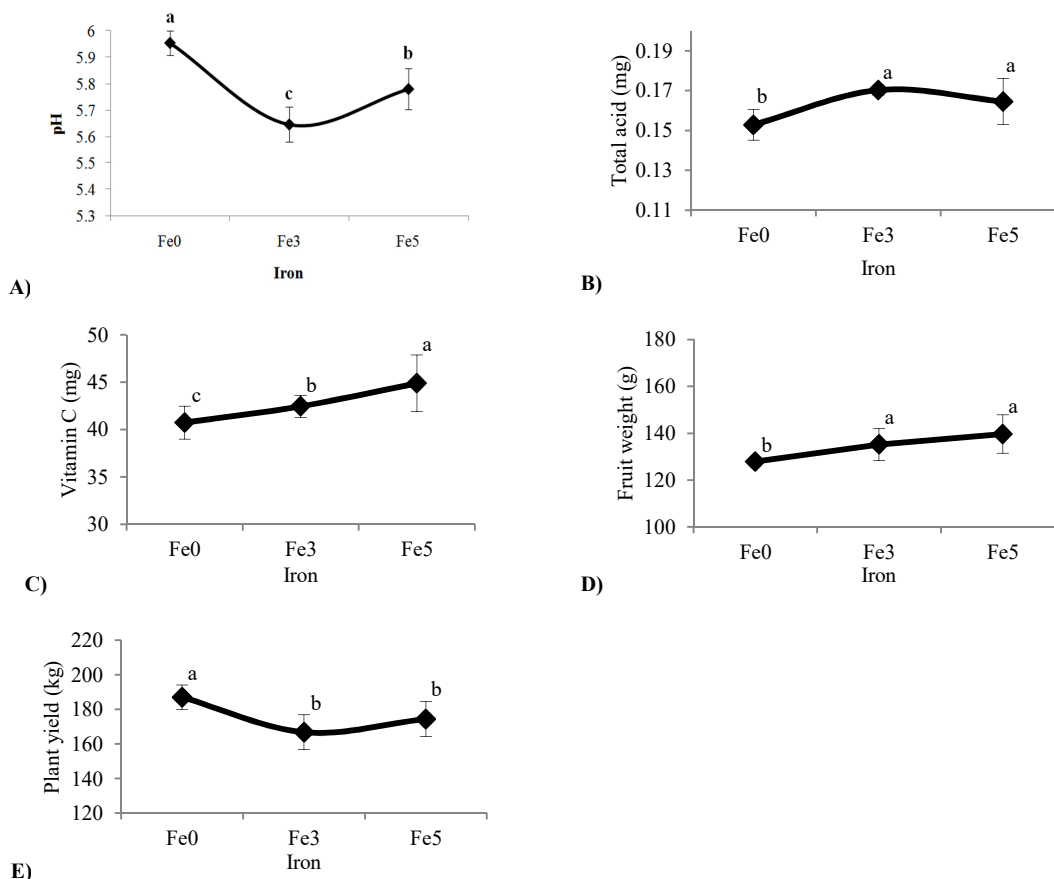 a
6
5.9
5.8
5.7
5.6
5.5
5.4
5.3
pH
c
b
Fe0 Fe3 Fe5
Iron
A)
0.19
0.17
0.15
0.13
0.11
Total acid (mg)
b
a
a
Fe0 Fe3 Fe5
Iron
B)
50
45
40
35
30
Vitamin C (mg)
c
b
a
Fe0 Fe3 Fe5
Iron
C)
180
160
140
120
100
Fruit weight (g)
b
a
a
Fe0 Fe3 Fe5
Iron
D)
220
200
180
160
140
120
Plant yield (kg)
a
b
b
Fe0 Fe3 Fe5
Iron
E)